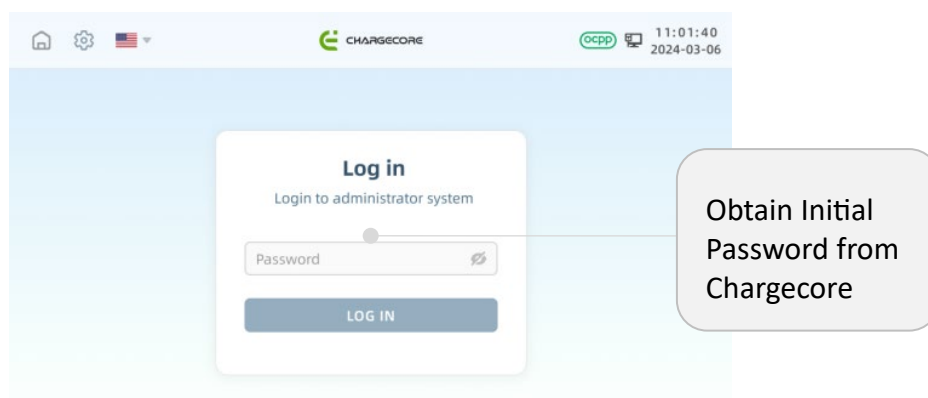 CHARGECORE
ocpp
11:01:40
2024-03-06
Log in
Login to administrator system
Password
LOG IN
Obtain Initial
Password from
Chargecore